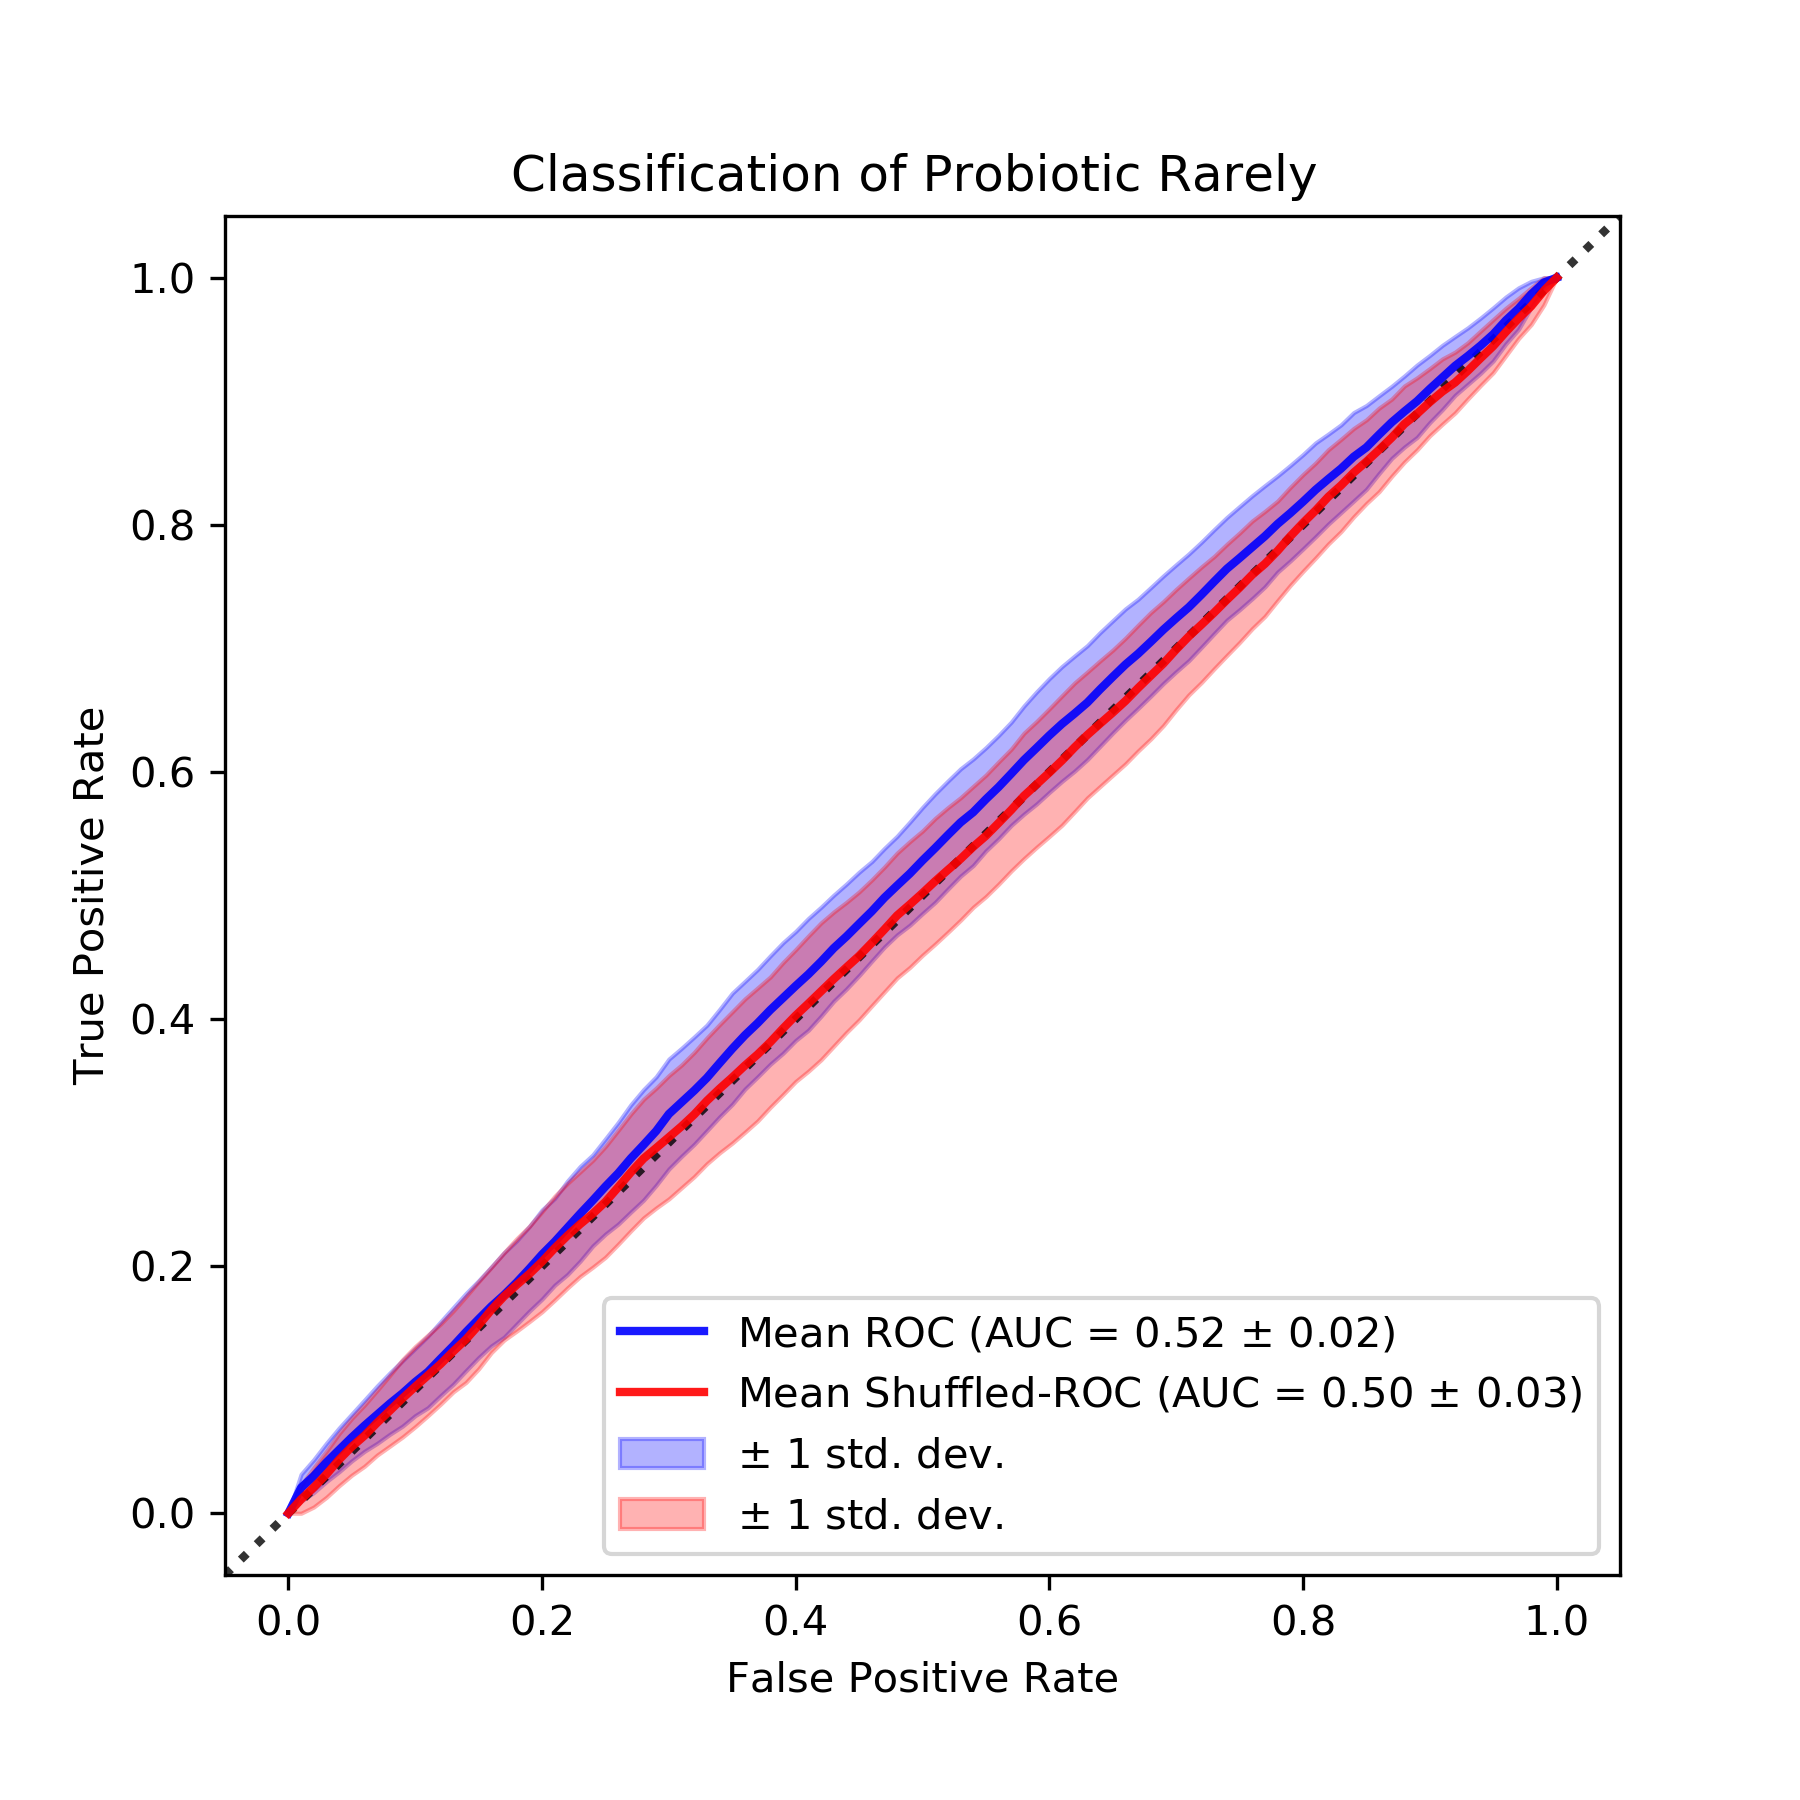 Classification of Probiotic Rarely
True Positive Rate
1.0
0.8
0.6
0.4
0.2
0.0
Mean ROC (AUC = 0.52 ± 0.02)
Mean Shuffled-ROC (AUC = 0.50 ± 0.03)
± 1 std. dev.
± 1 std. dev.
0.0 0.2 0.4 0.6 0.8 1.0
False Positive Rate